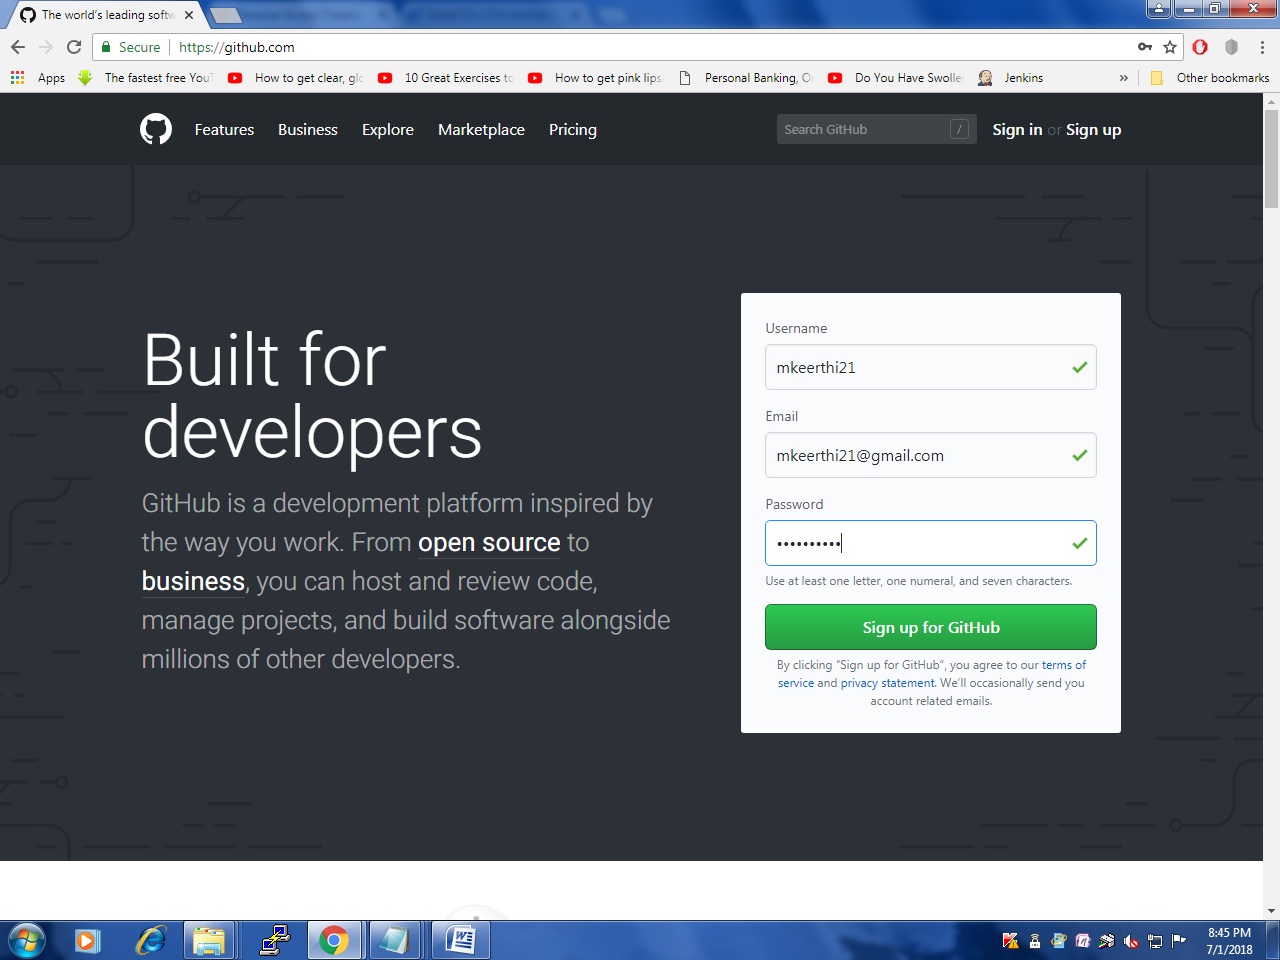 The world's leading softw
Secure https://github.com
Apps The fastest free YouT How to get clear, glo 10 Great Exercises to How to get pink lips, Personal Banking, On Do You Have Swolle Jenkins » Other bookmarks
Features Business Explore Marketplace Pricing Search GitHub / Sign in or Sign up
Built for
developers
GitHub is a development platform inspired by
the way you work. From open source to
business, you can host and review code,
manage projects, and build software alongside
millions of other developers.
Username
mkeerthi21
Email
mkeerthi21@gmail.com
Password
••••••••••
Use at least one letter, one numeral, and seven characters.
Sign up for GitHub
By clicking “Sign up for GitHub”, you agree to our terms of
service and privacy statement. We’ll occasionally send you
account related emails.
8:45 PM
7/1/2018